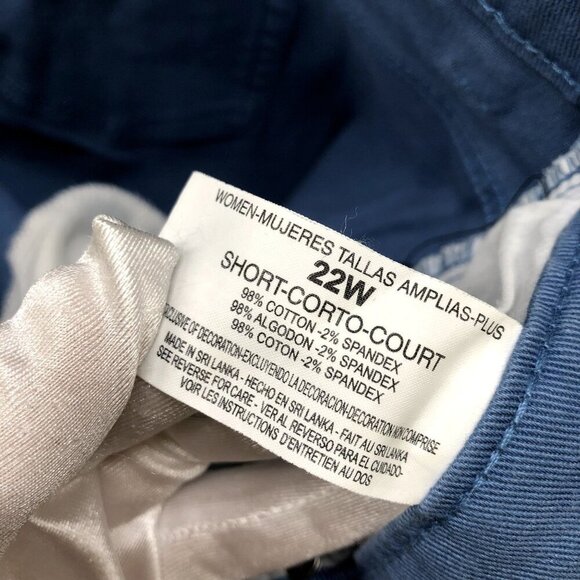 WOMEN-MUJERES TALLAS AMPLIAS-PLUS
22W
SHORT-CORTO-COURT
98% COTTON -2% SPANDEX
98% ALGODON -2% SPANDEX
98% COTON -2% SPANDEX
EXCLUSIVE OF DECORATION-EXCLUYENDO LA DECORACION-DECORATION NON COMPRISE
MADE IN SRI LANKA - HECHO EN SRI LANKA - FAIT AU SRI LANKA
SEE REVERSE FOR CARE - VER AL REVERSO PARA EL CUIDADO-
VOIR LES INSTRUCTIONS D'ENTRETIEN AU DOS